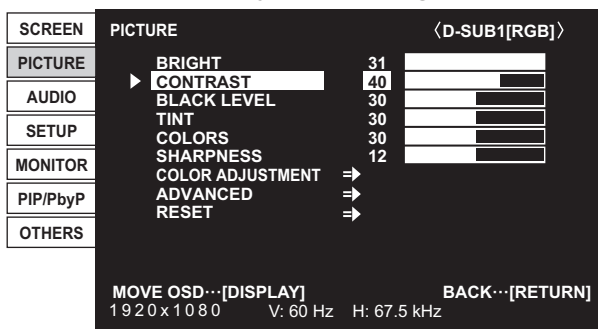 SCREEN
PICTURE
AUDIO
SETUP
MONITOR
PIP/PbyP
OTHERS
PICTURE 〈D-SUB1[RGB]〉
BRIGHT 31
CONTRAST 40
BLACK LEVEL 30
TINT 30
COLORS 30
SHARPNESS 12
COLOR ADJUSTMENT
ADVANCED
RESET
MOVE OSD···[DISPLAY] BACK···[RETURN]
1920x1080 V: 60 Hz H: 67.5 kHz